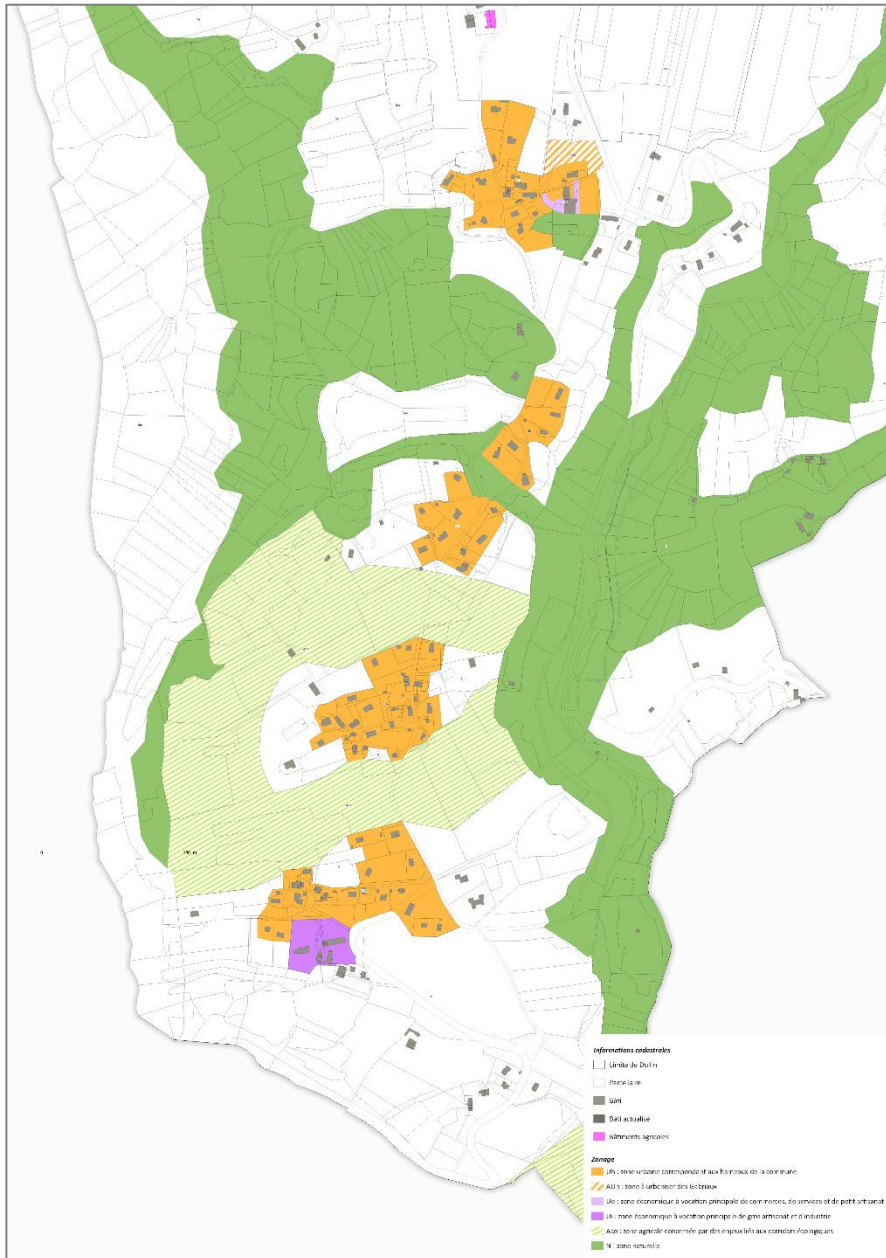 Informations cadastrales
Limite de Dullin
Parcellaire
Bâti
Bâti actualisé
Bâtiments agricoles
Zonage
Uh : zone urbaine correspondant aux hameaux de la commune
AUh : zone à urbaniser des Gabriaux
Ue : zone économique à vocation principale de commerces, de services et de petit artisanat
Ui : zone économique à vocation principale de gros artisanat et d'industrie
Aco : zone agricole concernée par des enjeux liés aux corridors écologiques
N : zone naturelle